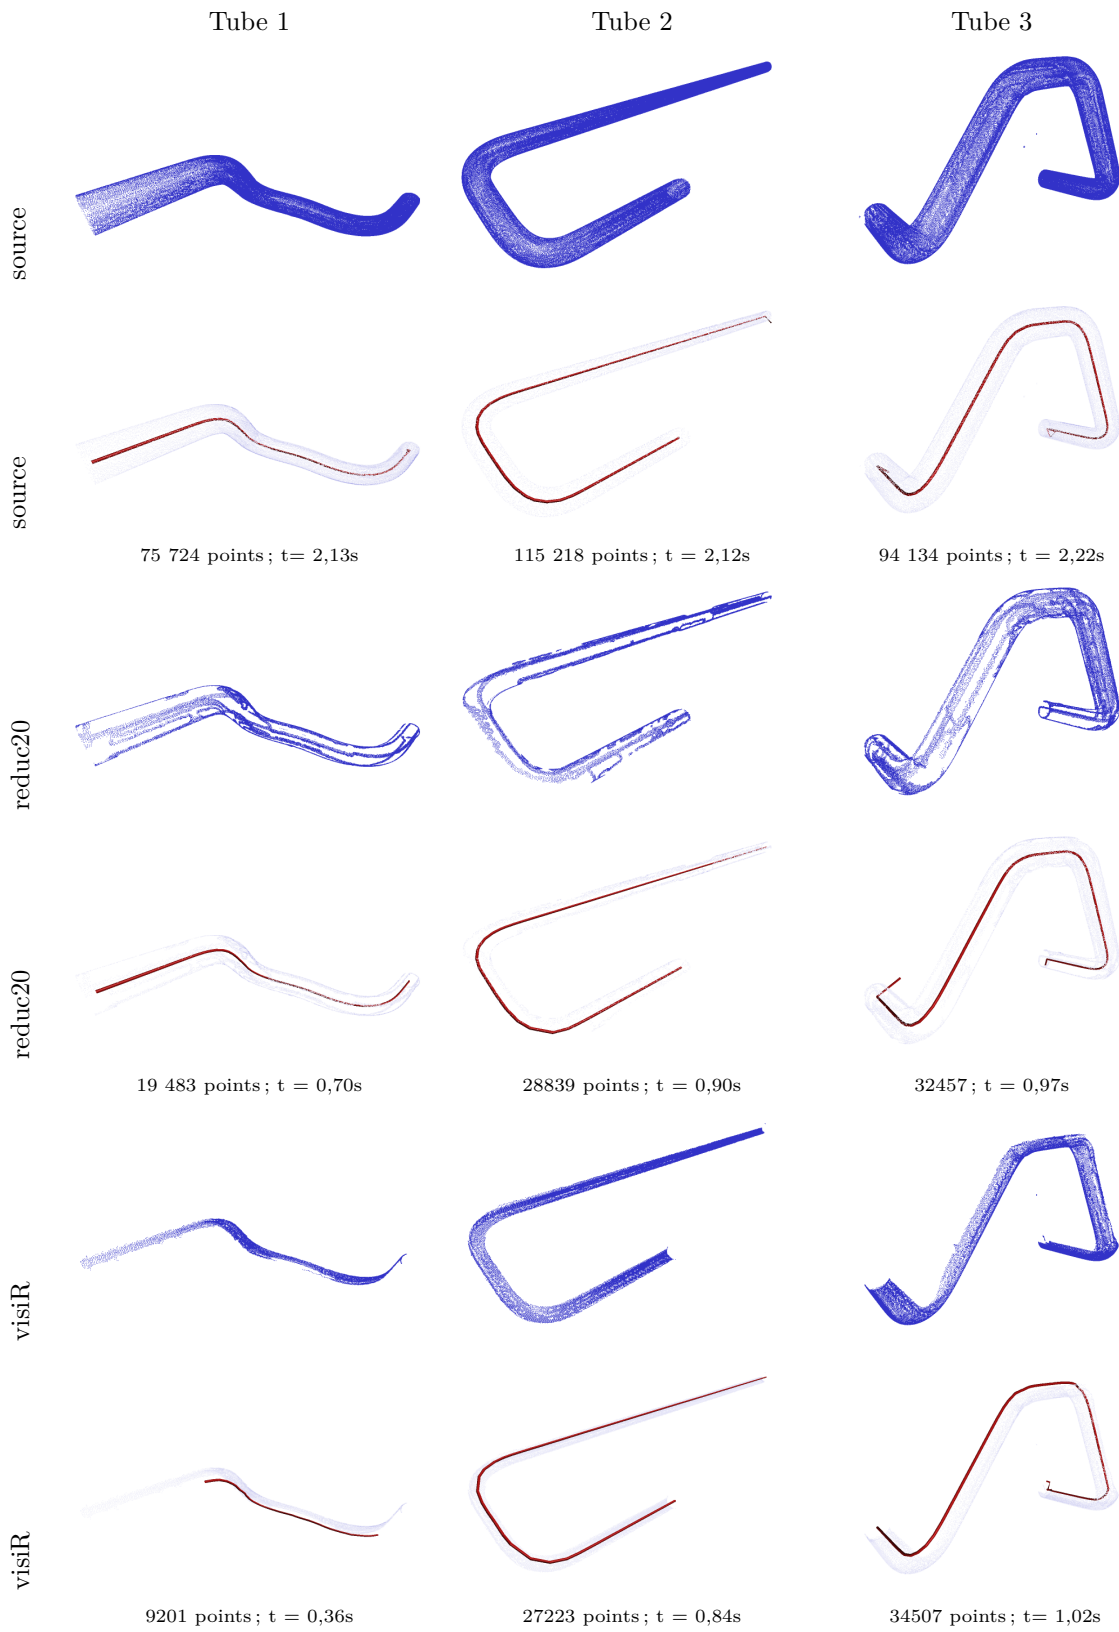 Tube 1 Tube 2 Tube 3
source
source
75 724 points ; t= 2,13s 115 218 points ; t = 2,12s 94 134 points ; t = 2,22s
reduc20
reduc20
19 483 points ; t = 0,70s 28839 points ; t = 0,90s 32457 ; t = 0,97s
visiR
visiR
9201 points ; t = 0,36s 27223 points ; t = 0,84s 34507 points ; t= 1,02s